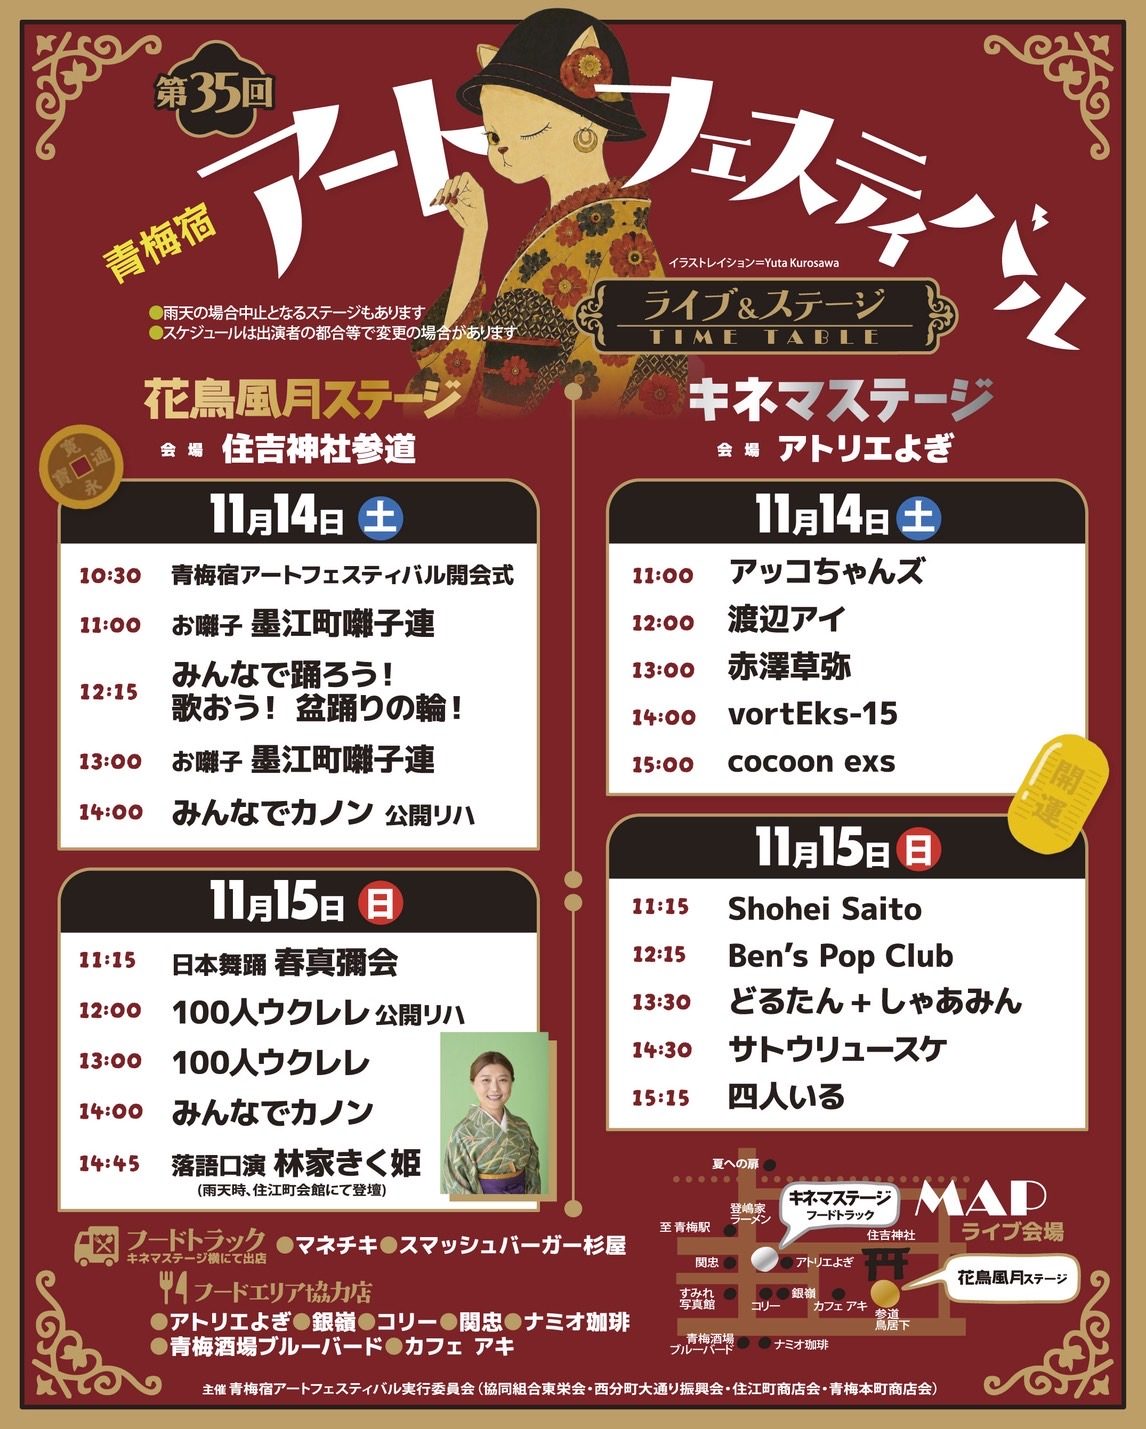 第35回
青梅宿
アートフェスティバル
イラストレイション=Yuta Kurosawa
●雨天の場合中止となるステージもあります
●スケジュールは出演者の都合等で変更の場合があります
ライブ&ステージ
TIME TABLE
花鳥風月ステージ
会場 住吉神社参道
寛永通寳
11月14日 土
10:30 青梅宿アートフェスティバル開会式
11:00 お囃子 墨江町囃子連
12:15 みんなで踊ろう!
歌おう! 盆踊りの輪!
13:00 お囃子 墨江町囃子連
14:00 みんなでカノン 公開リハ
11月15日 日
11:15 日本舞踊 春真彌会
12:00 100人ウクレレ 公開リハ
13:00 100人ウクレレ
14:00 みんなでカノン
14:45 落語口演 林家きく姫
(雨天時、住江町会館にて登壇)
キネマステージ
会場 アトリエよぎ
11月14日 土
11:00 アッコちゃんズ
12:00 渡辺アイ
13:00 赤澤草弥
14:00 vortEks-15
15:00 cocoon exs
開運
11月15日 日
11:15 Shohei Saito
12:15 Ben's Pop Club
13:30 どるたん+しゃあみん
14:30 サトウリュースケ
15:15 四人いる
フードトラック
キネマステージ横にて出店
●マネチキ●スマッシュバーガー杉屋
フードエリア協力店
●アトリエよぎ●銀嶺●コリー●関忠●ナミオ珈琲
●青梅酒場ブルーバード●カフェ アキ
MAP
ライブ会場
夏への扉
キネマステージ
フードトラック
登嶋家
ラーメン
至 青梅駅
住吉神社
関忠
アトリエよぎ
花鳥風月ステージ
すみれ
写真館
コリー
銀嶺
カフェ アキ
参道
鳥居下
青梅酒場
ブルーバード
ナミオ珈琲
主催 青梅宿アートフェスティバル実行委員会(協同組合東栄会・西分町大通り振興会・住江町商店会・青梅本町商店会)